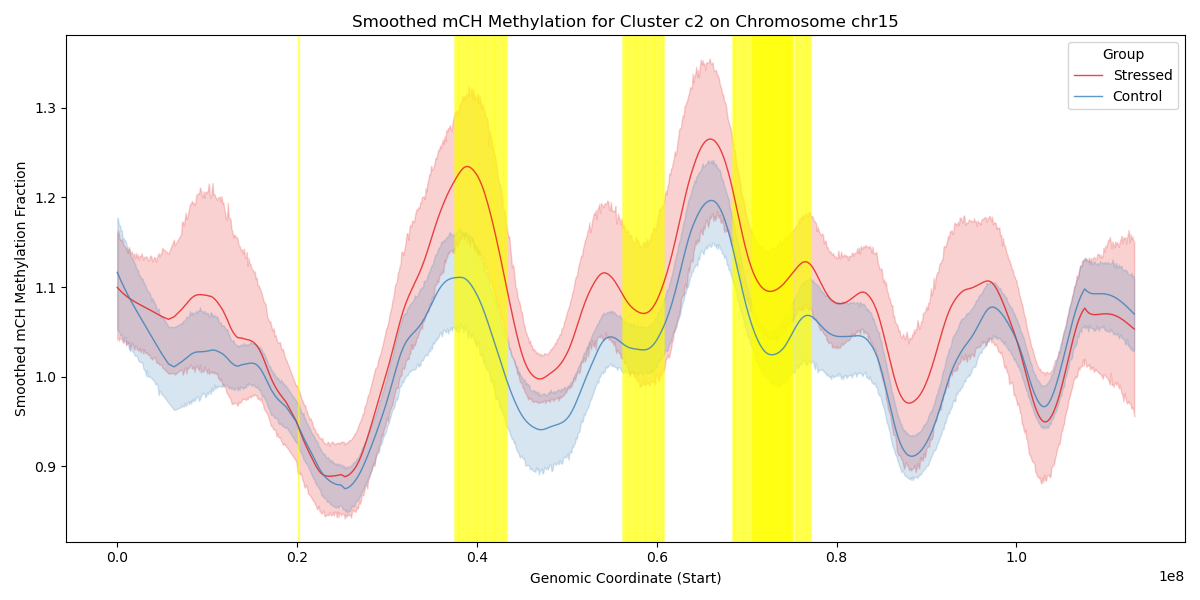 Smoothed mCH Methylation for Cluster c2 on Chromosome chr15
Group
Stressed
Control
Smoothed mCH Methylation Fraction
1.3
1.2
1.1
1.0
0.9
0.0
0.2
0.4
0.6
0.8
1.0
1e8
Genomic Coordinate (Start)